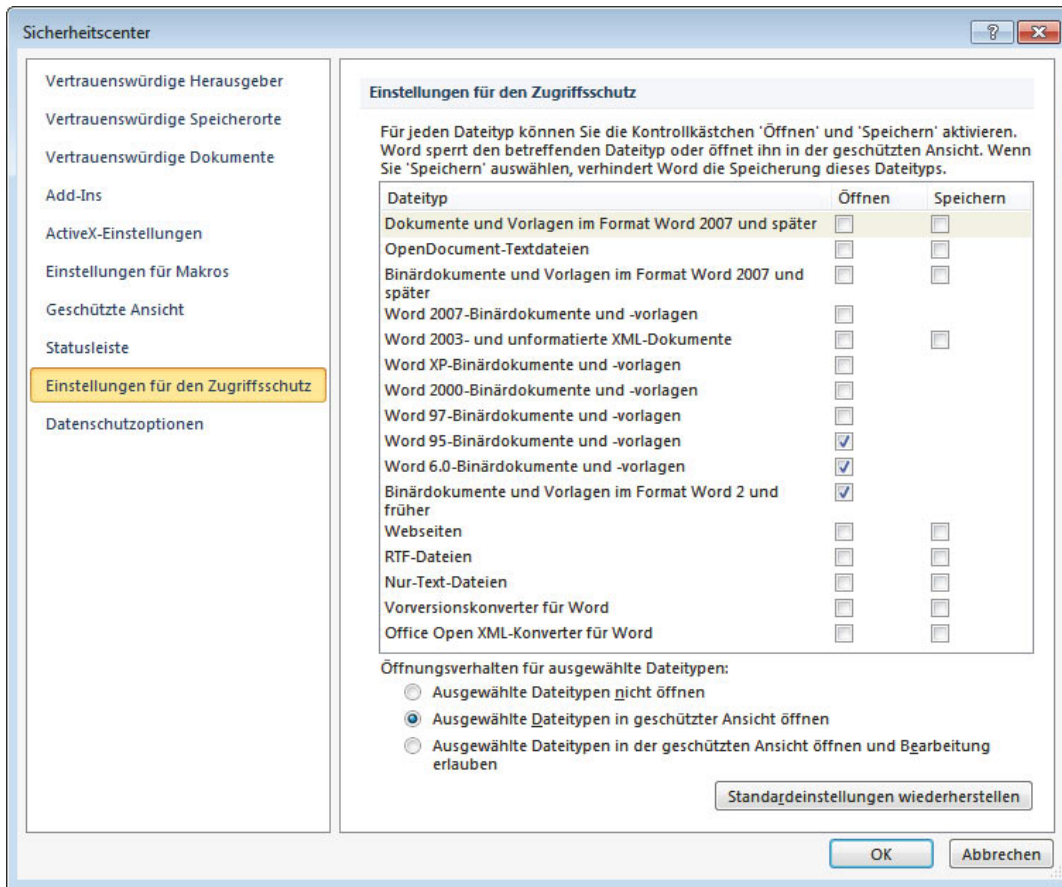 Sicherheitscenter
Vertrauenswürdige Herausgeber
Vertrauenswürdige Speicherorte
Vertrauenswürdige Dokumente
Add-Ins
ActiveX-Einstellungen
Einstellungen für Makros
Geschützte Ansicht
Statusleiste
Einstellungen für den Zugriffsschutz
Datenschutzoptionen
Einstellungen für den Zugriffsschutz
Für jeden Dateityp können Sie die Kontrollkästchen 'Öffnen' und 'Speichern' aktivieren.
Word sperrt den betreffenden Dateityp oder öffnet ihn in der geschützten Ansicht. Wenn
Sie 'Speichern' auswählen, verhindert Word die Speicherung dieses Dateityps.
Dateityp Öffnen Speichern
Dokumente und Vorlagen im Format Word 2007 und später
OpenDocument-Textdateien
Binärdokumente und Vorlagen im Format Word 2007 und
später
Word 2007-Binärdokumente und -vorlagen
Word 2003- und unformatierte XML-Dokumente
Word XP-Binärdokumente und -vorlagen
Word 2000-Binärdokumente und -vorlagen
Word 97-Binärdokumente und -vorlagen
Word 95-Binärdokumente und -vorlagen
Word 6.0-Binärdokumente und -vorlagen
Binärdokumente und Vorlagen im Format Word 2 und
früher
Webseiten
RTF-Dateien
Nur-Text-Dateien
Vorversionskonverter für Word
Office Open XML-Konverter für Word
Öffnungsverhalten für ausgewählte Dateitypen:
Ausgewählte Dateitypen nicht öffnen
Ausgewählte Dateitypen in geschützter Ansicht öffnen
Ausgewählte Dateitypen in der geschützten Ansicht öffnen und Bearbeitung
erlauben
Standardeinstellungen wiederherstellen
OK Abbrechen